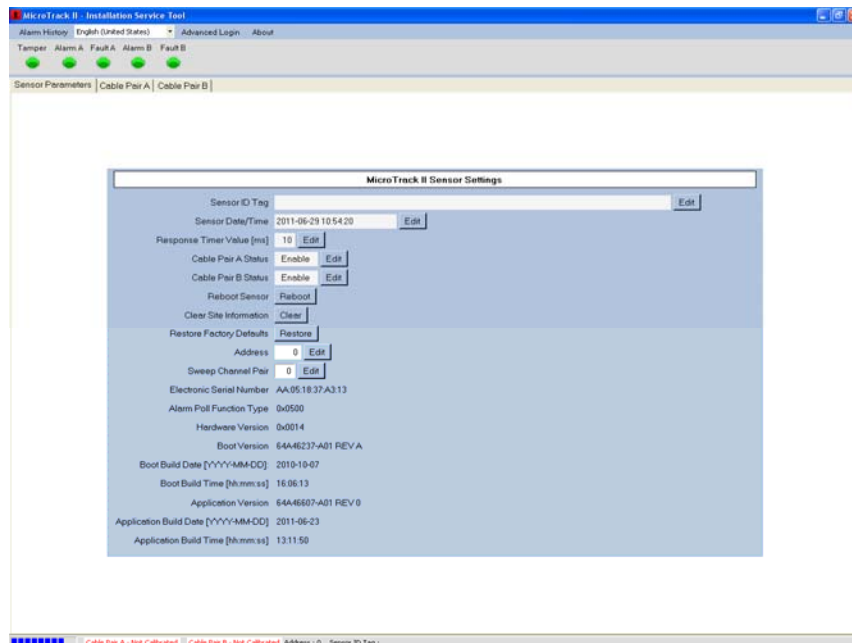 MicroTrack II - Installation Service Tool
Alarm History English (United States) Advanced Login About
Tamper Alarm A Fault A Alarm B Fault B
Sensor Parameters Cable Pair A Cable Pair B
MicroTrack II Sensor Settings
Sensor ID Tag Edit
Sensor Date/Time 2011-06-29 10:54:20 Edit
Response Timer Value [ms] 10 Edit
Cable Pair A Status Enable Edit
Cable Pair B Status Enable Edit
Reboot Sensor Reboot
Clear Site Information Clear
Restore Factory Defaults Restore
Address 0 Edit
Sweep Channel Pair 0 Edit
Electronic Serial Number AA:05:18:37:A3:13
Alarm Poll Function Type 0x0500
Hardware Version 0x0014
Boot Version 64A46237-A01 REV A
Boot Build Date [YYYY-MM-DD] 2010-10-07
Boot Build Time [hh:mm:ss] 16:06:13
Application Version 64A46607-A01 REV 0
Application Build Date [YYYY-MM-DD] 2011-06-23
Application Build Time [hh:mm:ss] 13:11:50
Cable Pair A - Not Calibrated Cable Pair B - Not Calibrated Address : 0 Sensor ID Tag :